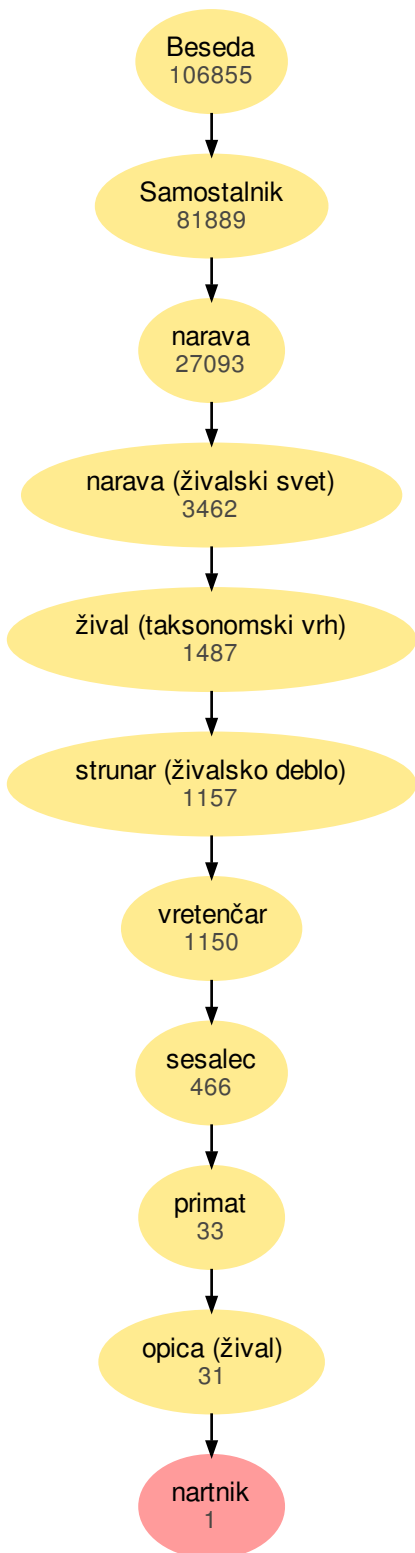 Beseda
106855
Samostalnik
81889
narava
27093
narava (živalski svet)
3462
žival (taksonomski vrh)
1487
strunar (živalsko deblo)
1157
vretenčar
1150
sesalec
466
primat
33
opica (žival)
31
nartnik
1